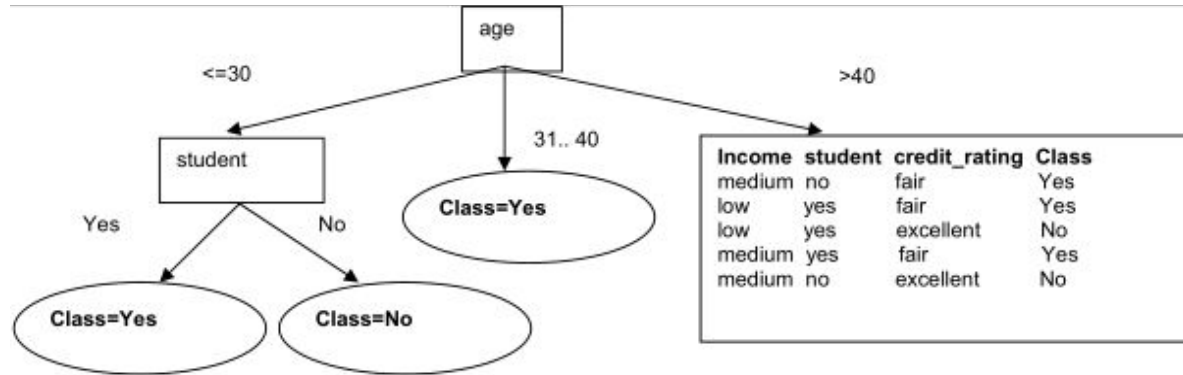 age
<=30
>40
31.. 40
student
Yes
No
Class=Yes
Class=Yes
Class=No
Income student credit_rating Class
medium no fair Yes
low yes fair Yes
low yes excellent No
medium yes fair Yes
medium no excellent No